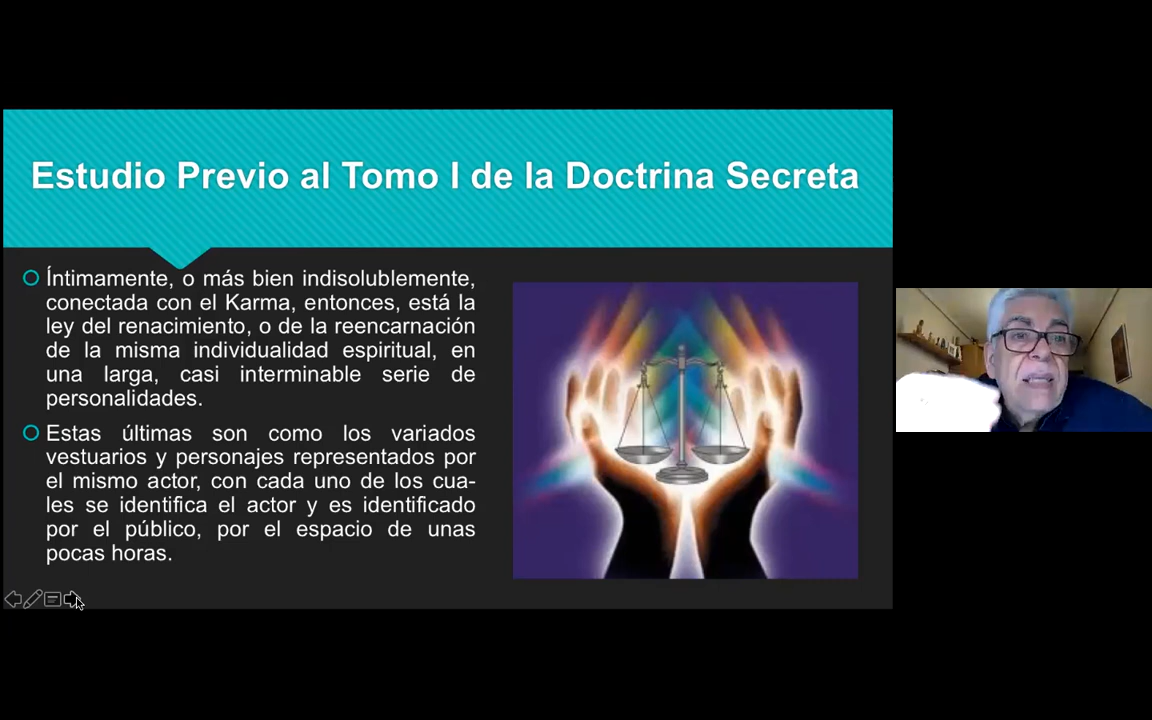 Estudio Previo al Tomo I de la Doctrina Secreta
Íntimamente, o más bien indisolublemente,
conectada con el Karma, entonces, está la
ley del renacimiento, o de la reencarnación
de la misma individualidad espiritual, en
una larga, casi interminable serie de
personalidades.
Estas últimas son como los variados
vestuarios y personajes representados por
el mismo actor, con cada uno de los cua-
les se identifica el actor y es identificado
por el público, por el espacio de unas
pocas horas.